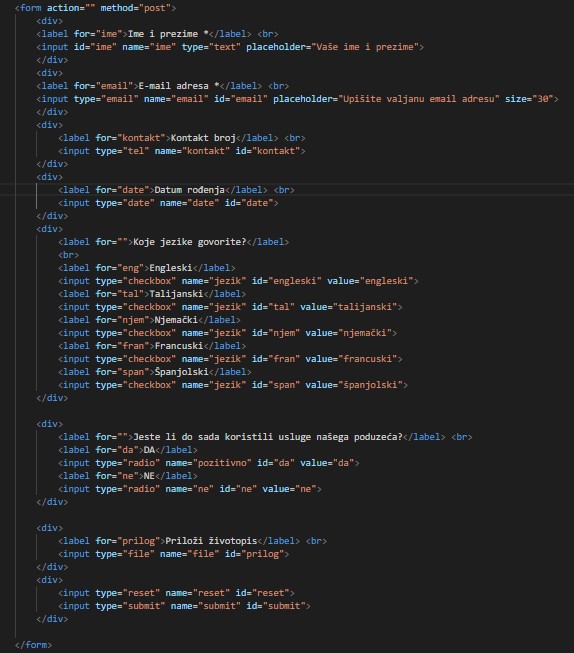 <form action="" method="post">
<div>
<label for="ime">Ime i prezime *</label> <br>
<input id="ime" name="ime" type="text" placeholder="Vaše ime i prezime">
</div>
<div>
<label for="email">E-mail adresa *</label> <br>
<input type="email" name="email" id="email" placeholder="Upišite valjanu email adresu" size="30">
</div>
<div>
<label for="kontakt">Kontakt broj</label> <br>
<input type="tel" name="kontakt" id="kontakt">
</div>
<div>
<label for="date">Datum rođenja</label> <br>
<input type="date" name="date" id="date">
</div>
<div>
<label for="">Koje jezike govorite?</label>
<br>
<label for="eng">Engleski</label>
<input type="checkbox" name="jezik" id="engleski" value="engleski">
<label for="tal">Talijanski</label>
<input type="checkbox" name="jezik" id="tal" value="talijanski">
<label for="njem">Njemački</label>
<input type="checkbox" name="jezik" id="njem" value="njemački">
<label for="fran">Francuski</label>
<input type="checkbox" name="jezik" id="fran" value="francuski">
<label for="span">Španjolski</label>
<input type="checkbox" name="jezik" id="span" value="španjolski">
</div>
<div>
<label for="">Jeste li do sada koristili usluge našega poduzeća?</label> <br>
<label for="da">DA</label>
<input type="radio" name="pozitivno" id="da" value="da">
<label for="ne">NE</label>
<input type="radio" name="ne" id="ne" value="ne">
</div>
<div>
<label for="prilog">Priloži životopis</label> <br>
<input type="file" name="file" id="prilog">
</div>
<div>
<input type="reset" name="reset" id="reset">
<input type="submit" name="submit" id="submit">
</div>
</form>